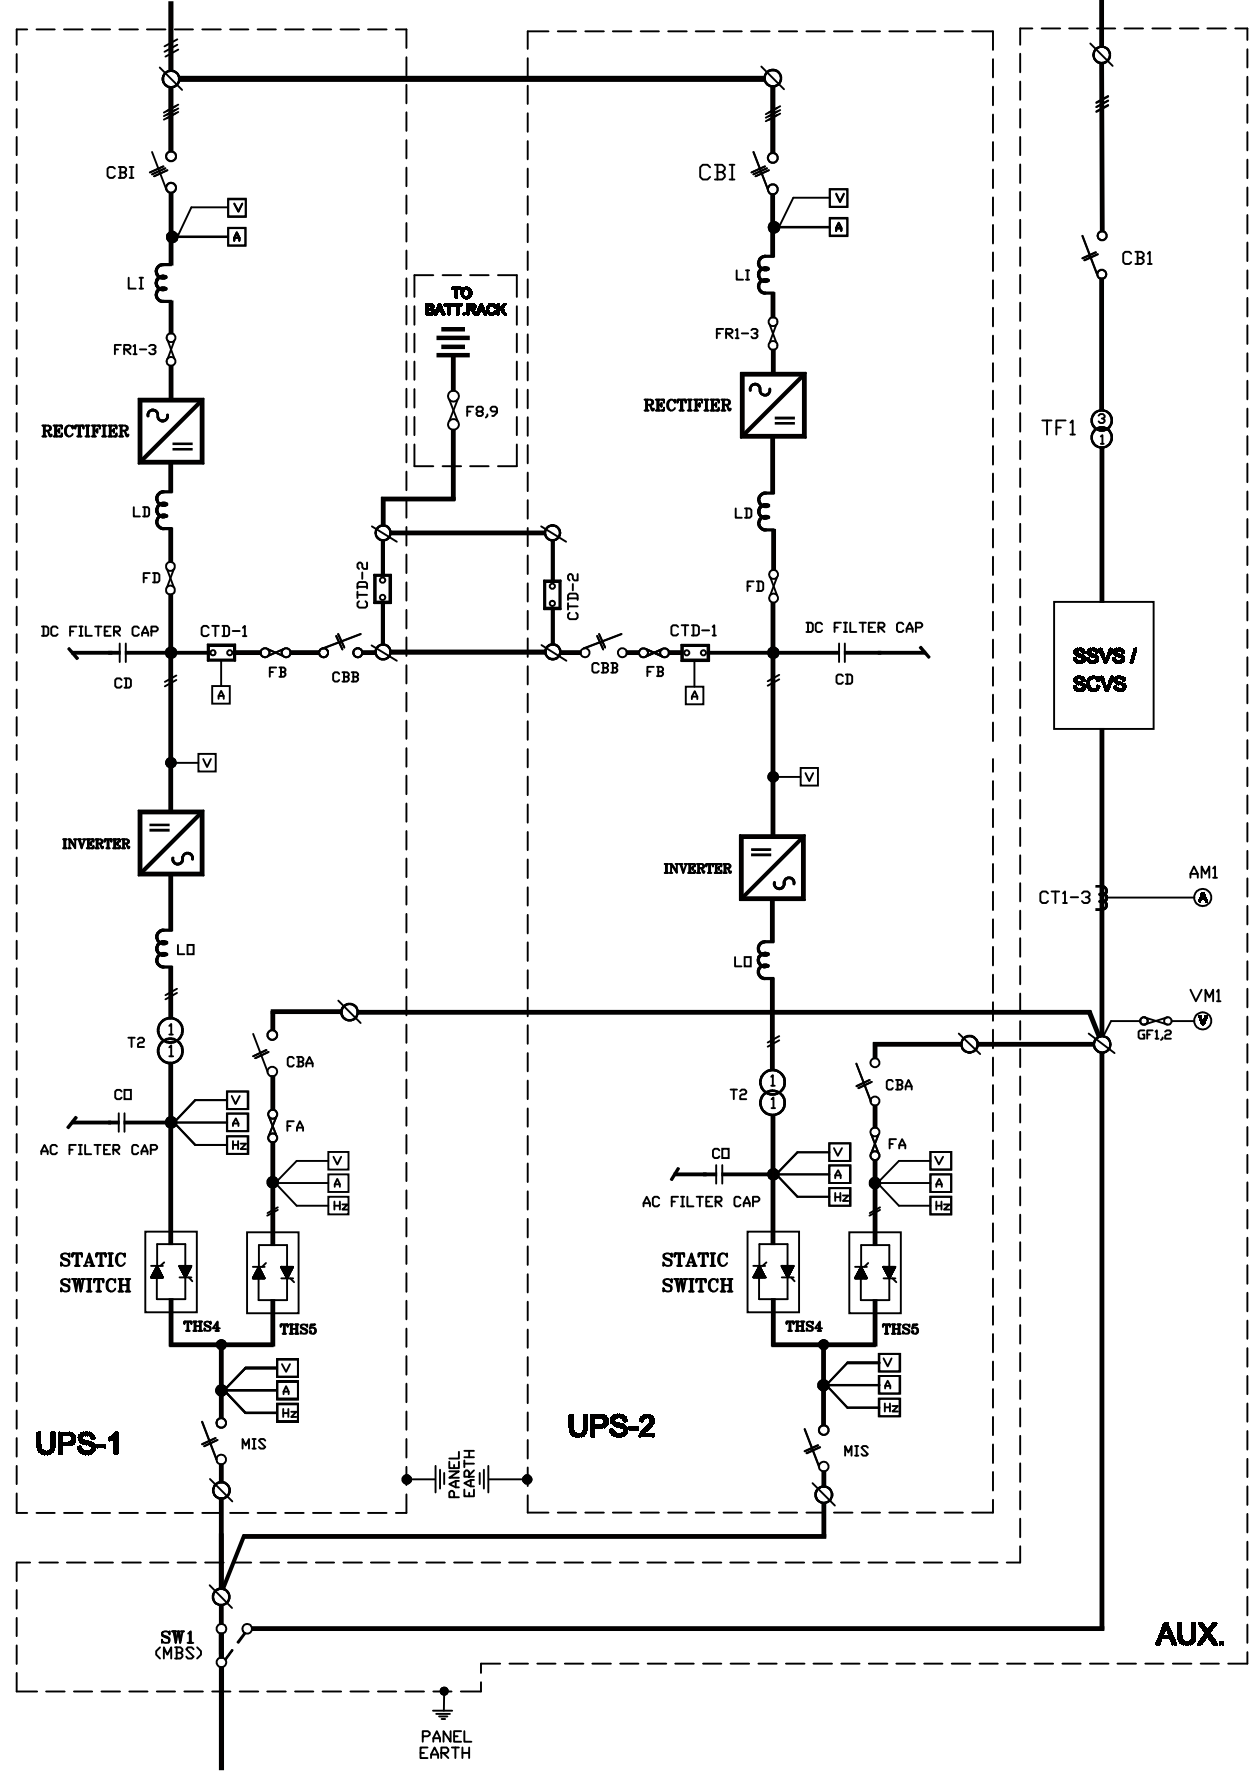 CBI
V
A
LI
FR1-3
RECTIFIER
LD
FD
DC FILTER CAP
CD
CTD-1
A
FB
CBB
CTD-2
V
INVERTER
LO
T2
CO
AC FILTER CAP
V
A
Hz
1
1
CBA
FA
V
A
Hz
STATIC
SWITCH
THS4
THS5
V
A
Hz
MIS
UPS-1
TO
BATT.RACK
F8,9
CBI
V
A
LI
FR1-3
RECTIFIER
LD
FD
CTD-2
CTD-1
DC FILTER CAP
CBB
FB
A
CD
V
INVERTER
LO
T2
1
1
CO
AC FILTER CAP
V
A
Hz
CBA
FA
V
A
Hz
STATIC
SWITCH
THS4
THS5
V
A
Hz
MIS
UPS-2
PANEL
EARTH
CB1
TF1
3
1
SSVS /
SCVS
CT1-3
AM1
A
VM1
V
GF1,2
SW1
(MBS)
AUX.
PANEL
EARTH